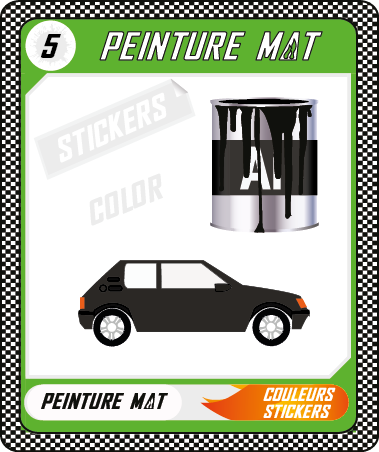 5 PEINTURE MAT
STICKERS
COLOR
PEINTURE MAT
COULEURS
STICKERS